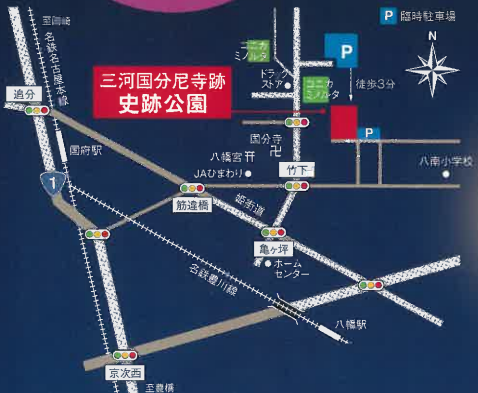 至岡崎
名鉄名古屋本線
追分
国府駅
1
三河国分尼寺跡
史跡公園
コニカ
ミノルタ
ドラッグ
ストア
コニカ
ミノルタ
P
P 臨時駐車場
N
徒歩3分
P
国分寺
卍
八幡宮
JAひまわり
竹下
八南小学校
筋違橋
姫街道
亀ヶ坪
ホーム
センター
名鉄豊川線
八幡駅
京次西
至豊橋